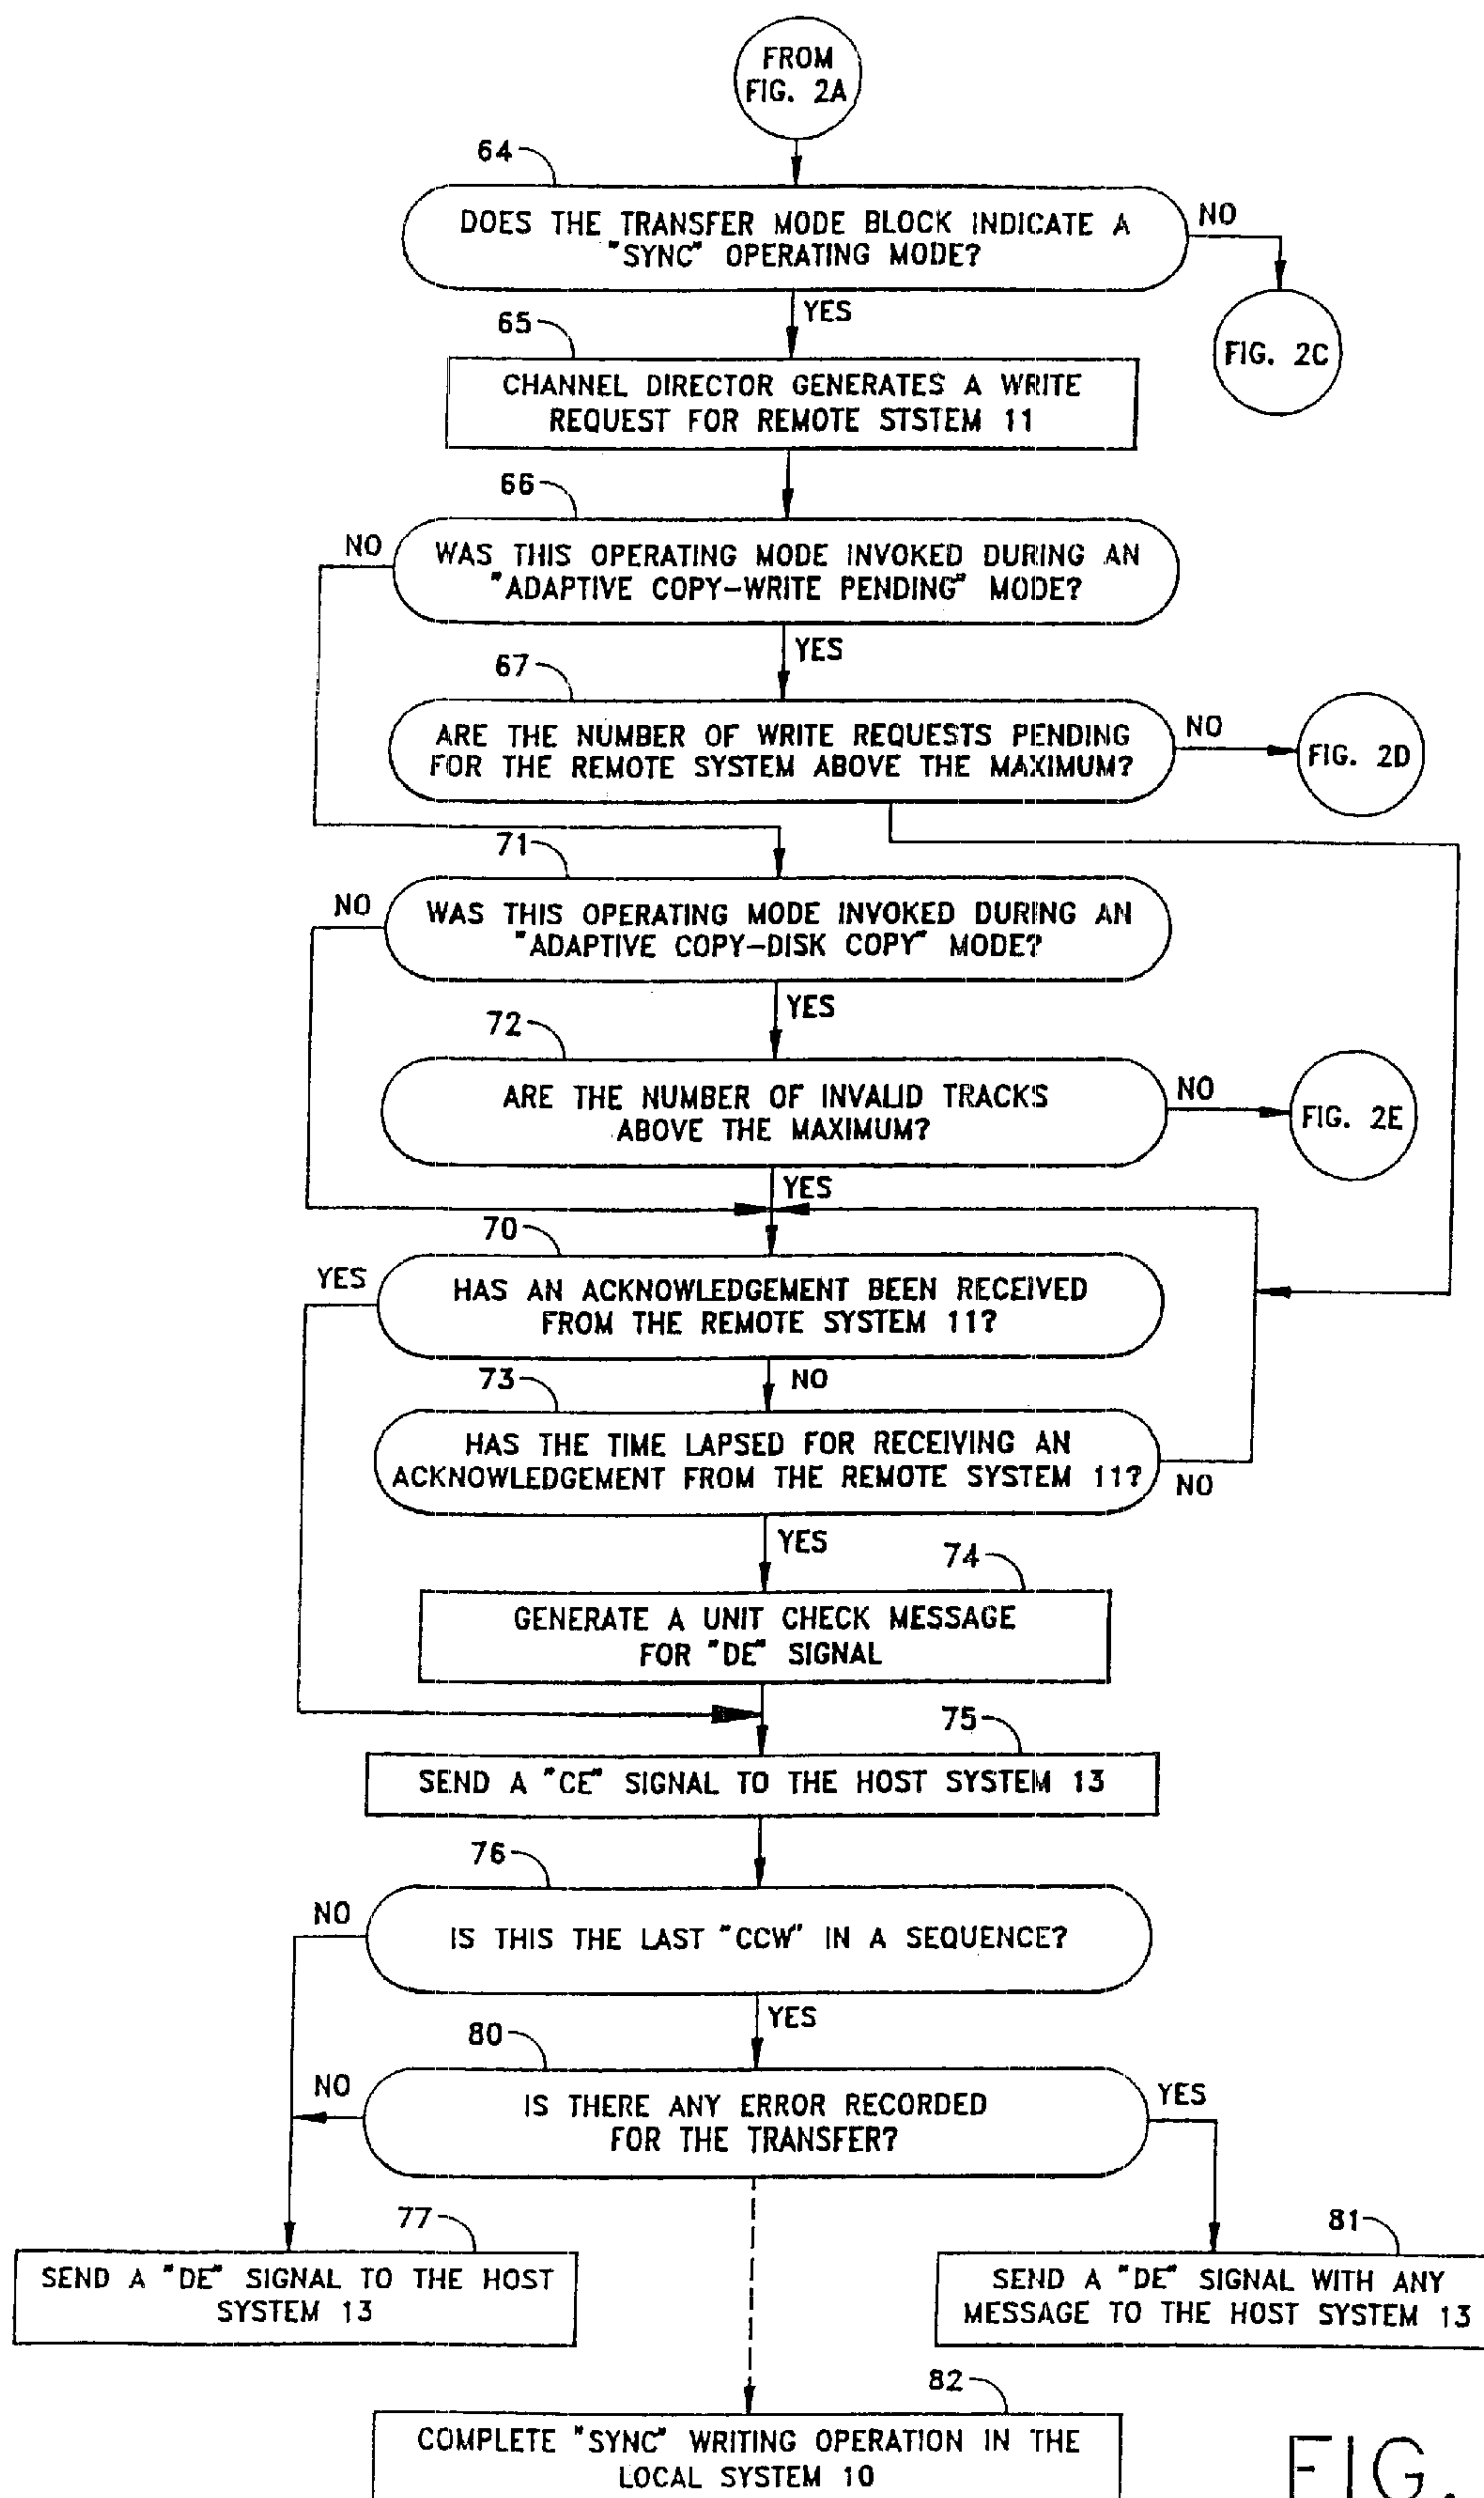 FROM
FIG. 2A
64
DOES THE TRANSFER MODE BLOCK INDICATE A
"SYNC" OPERATING MODE?
NO
YES
FIG. 2C
65
CHANNEL DIRECTOR GENERATES A WRITE
REQUEST FOR REMOTE STSTEM 11
66
NO
WAS THIS OPERATING MODE INVOKED DURING AN
"ADAPTIVE COPY-WRITE PENDING" MODE?
YES
67
ARE THE NUMBER OF WRITE REQUESTS PENDING
FOR THE REMOTE SYSTEM ABOVE THE MAXIMUM?
NO
FIG. 2D
71
NO
WAS THIS OPERATING MODE INVOKED DURING AN
"ADAPTIVE COPY-DISK COPY" MODE?
YES
72
ARE THE NUMBER OF INVALID TRACKS
ABOVE THE MAXIMUM?
NO
FIG. 2E
YES
70
YES
HAS AN ACKNOWLEDGEMENT BEEN RECEIVED
FROM THE REMOTE SYSTEM 11?
NO
73
HAS THE TIME LAPSED FOR RECEIVING AN
ACKNOWLEDGEMENT FROM THE REMOTE SYSTEM 11?
NO
YES
74
GENERATE A UNIT CHECK MESSAGE
FOR "DE" SIGNAL
75
SEND A "CE" SIGNAL TO THE HOST SYSTEM 13
76
NO
IS THIS THE LAST "CCW" IN A SEQUENCE?
YES
80
NO
IS THERE ANY ERROR RECORDED
FOR THE TRANSFER?
YES
77
SEND A "DE" SIGNAL TO THE HOST
SYSTEM 13
81
SEND A "DE" SIGNAL WITH ANY
MESSAGE TO THE HOST SYSTEM 13
82
COMPLETE "SYNC" WRITING OPERATION IN THE
LOCAL SYSTEM 10
FIG.